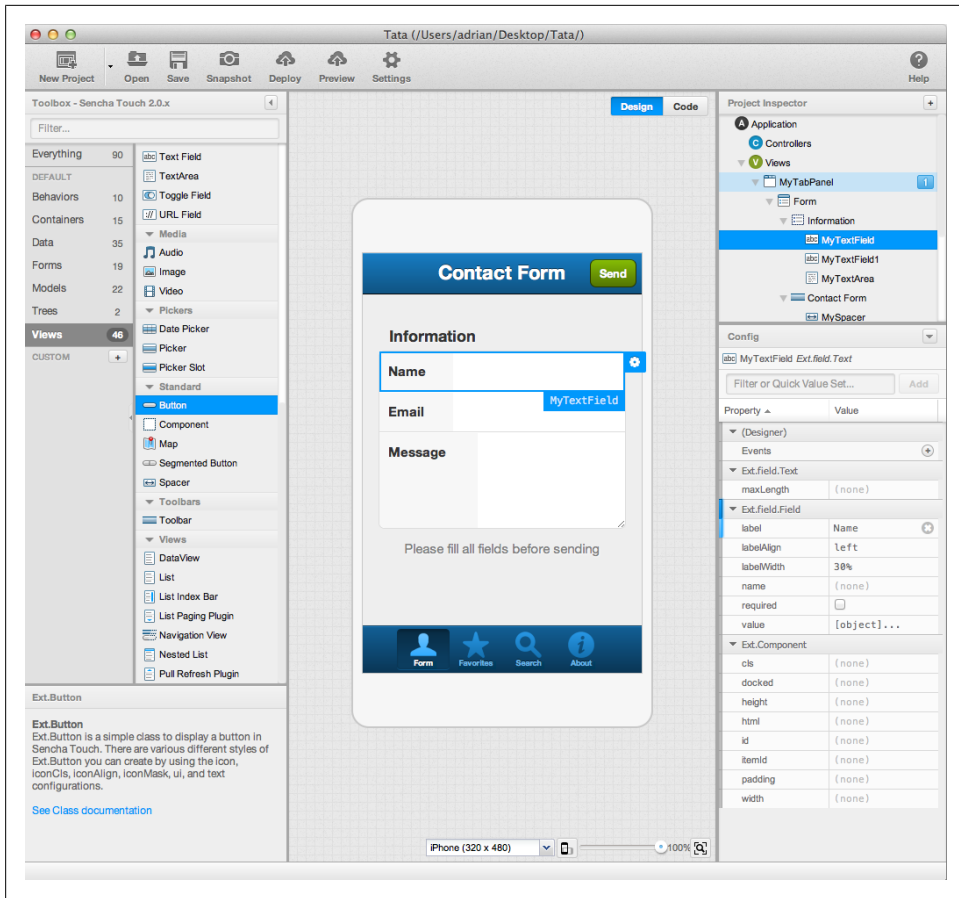 Tata (/Users/adrian/Desktop/Tata/)
New Project
Open
Save
Snapshot
Deploy
Preview
Settings
Help
Toolbox - Sencha Touch 2.0.x
Filter...
Everything 90
DEFAULT
Behaviors 10
Containers 15
Data 35
Forms 19
Models 22
Trees 2
Views 46
CUSTOM +
abc Text Field
TextArea
Toggle Field
:// URL Field
Media
Audio
Image
Video
Pickers
Date Picker
Picker
Picker Slot
Standard
Button
Component
Map
Segmented Button
Spacer
Toolbars
Toolbar
Views
DataView
List
List Index Bar
List Paging Plugin
Navigation View
Nested List
Pull Refresh Plugin
Ext.Button
Ext.Button
Ext.Button is a simple class to display a button in
Sencha Touch. There are various different styles of
Ext.Button you can create by using the icon,
iconCls, iconAlign, iconMask, ui, and text
configurations.
See Class documentation
Design Code
Contact Form Send
Information
Name
MyTextField
Email
Message
Please fill all fields before sending
Form Favorites Search About
iPhone (320 x 480) 100%
Project Inspector +
A Application
C Controllers
V Views
MyTabPanel 1
Form
Information
abc MyTextField
abc MyTextField1
MyTextArea
Contact Form
MySpacer
Config
abc MyTextField Ext.field.Text
Filter or Quick Value Set... Add
Property Value
(Designer)
Events
Ext.field.Text
maxLength (none)
Ext.field.Field
label Name
labelAlign left
labelWidth 30%
name (none)
required
value [object]...
Ext.Component
cls (none)
docked (none)
height (none)
html (none)
id (none)
itemId (none)
padding (none)
width (none)